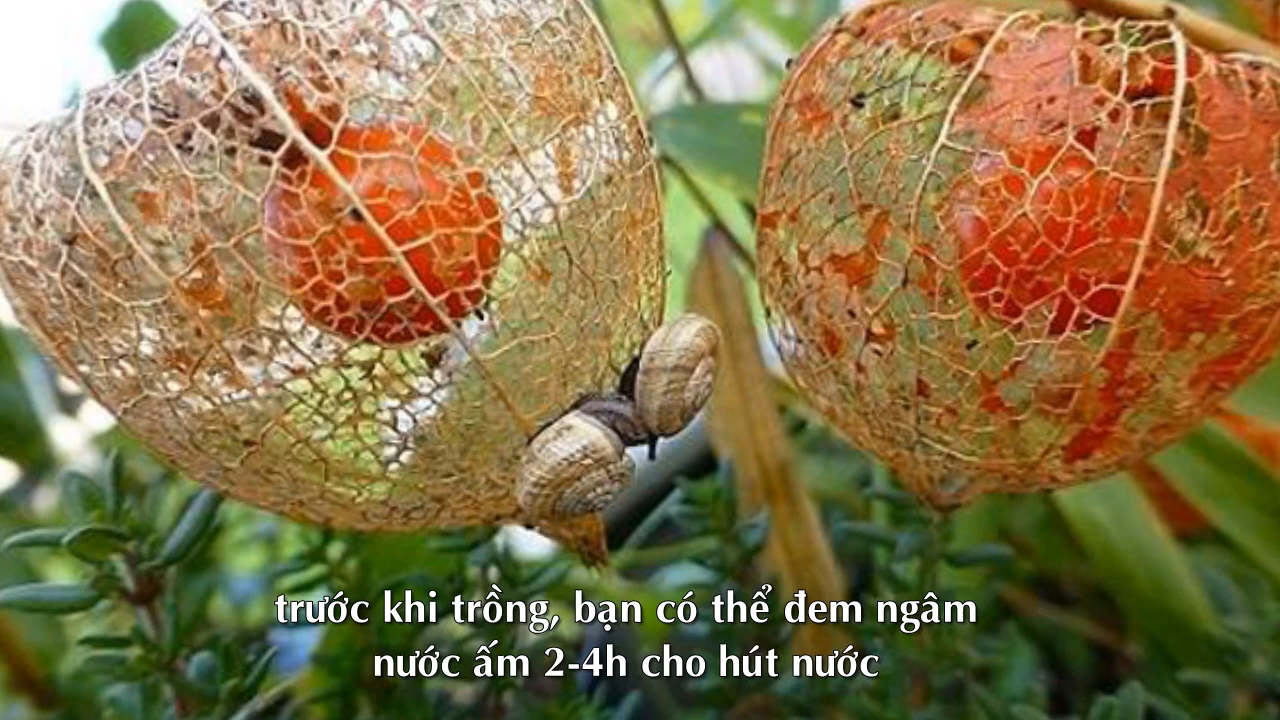 trước khi trồng, bạn có thể đem ngâm
nước ấm 2-4h cho hút nước